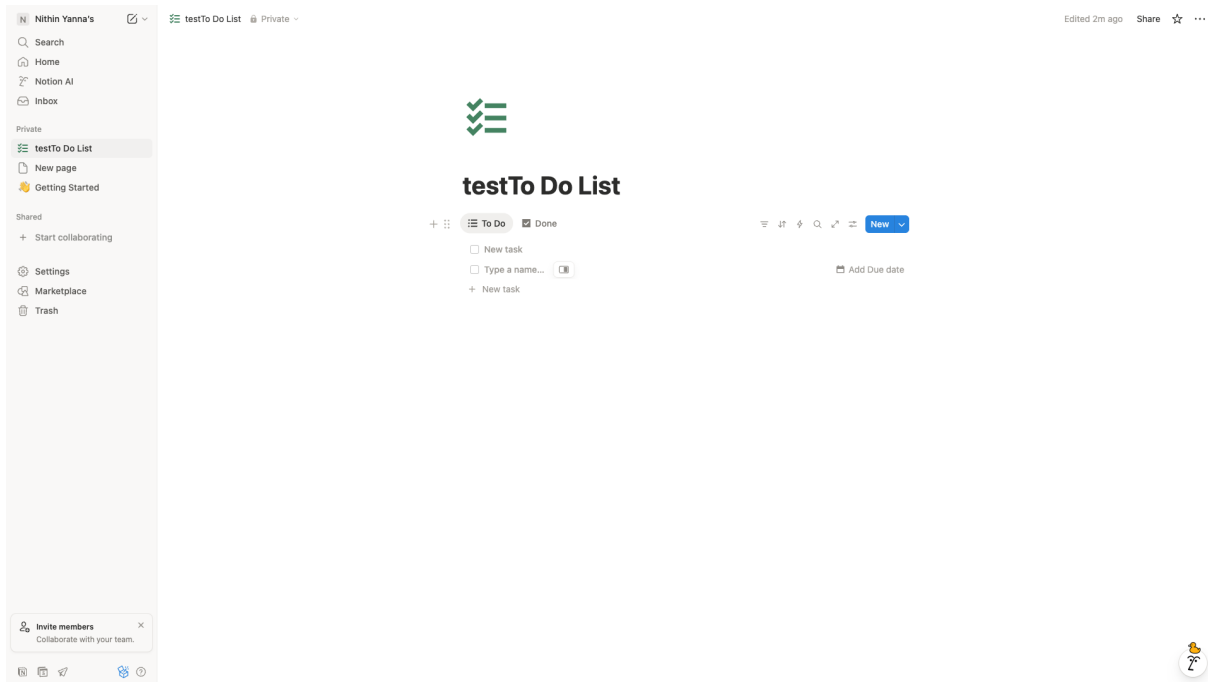 N Nithin Yanna's
testTo Do List Private
Edited 2m ago Share
Search
Home
Notion AI
Inbox
Private
testTo Do List
New page
Getting Started
Shared
+ Start collaborating
Settings
Marketplace
Trash
testTo Do List
To Do Done
New
New task
Type a name... Add Due date
+ New task
Invite members
Collaborate with your team.